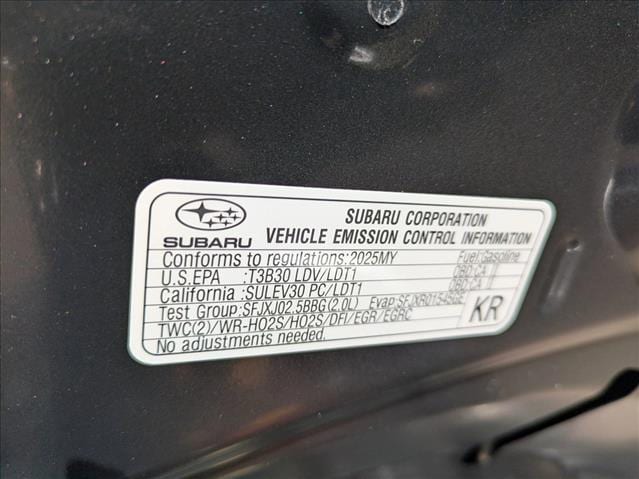 SUBARU CORPORATION
SUBARU VEHICLE EMISSION CONTROL INFORMATION
Conforms to regulations:2025MY Fuel:Gasoline
U.S.EPA :T3B30 LDV/LDT1 OBD:CA II
California :SULEV30 PC/LDT1 OBD:CA II
Test Group:SFJXJ02.5BBG(2.0L) Evap:
TWC(2)/WR-HO2S/HO2S/DFI/EGR/EGRC
No adjustments needed.
KR